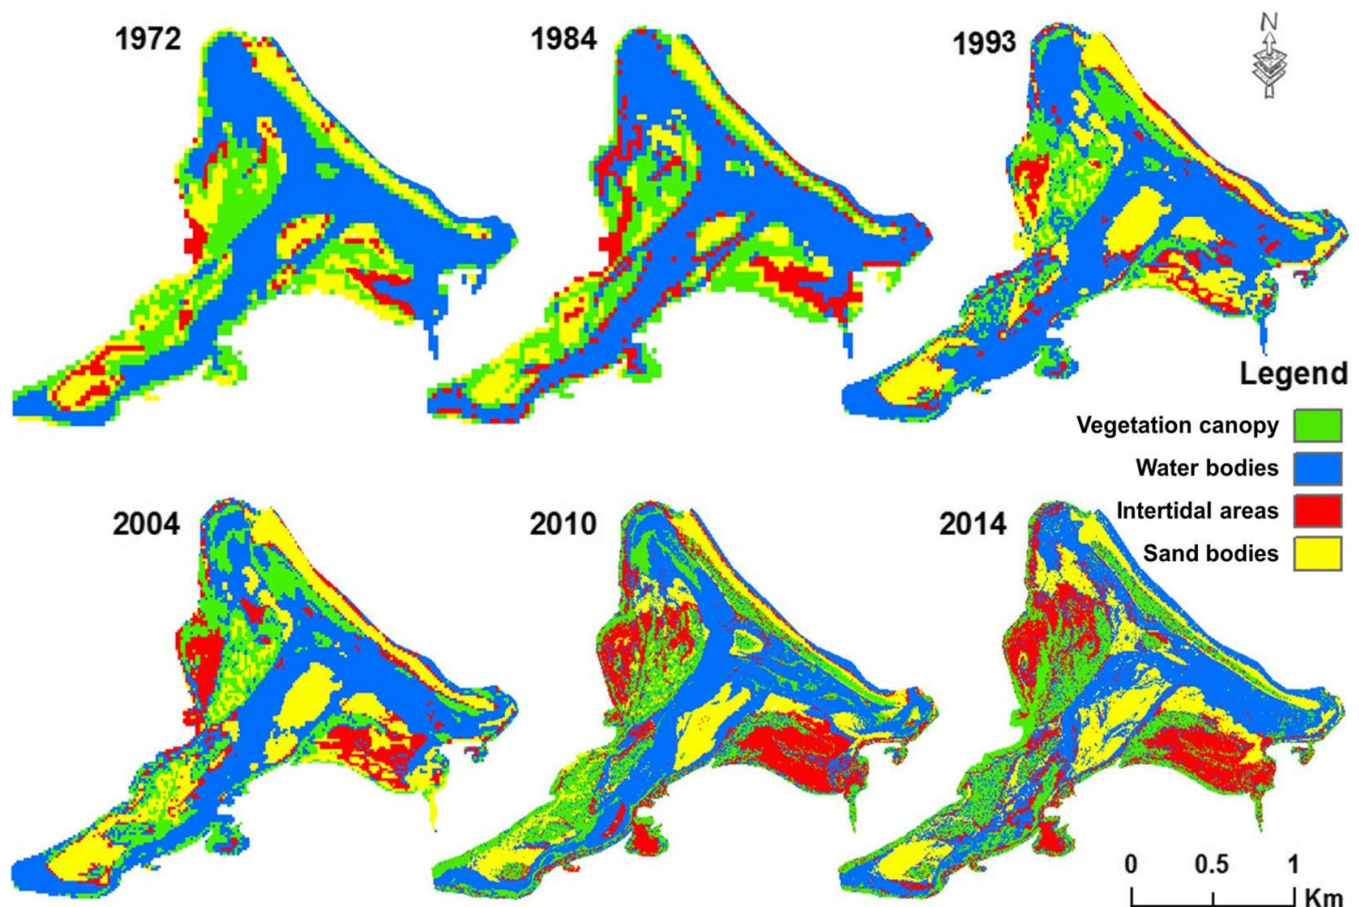 1972
1984
1993
N
Legend
Vegetation canopy
Water bodies
Intertidal areas
Sand bodies
2004
2010
2014
0 0.5 1
Km